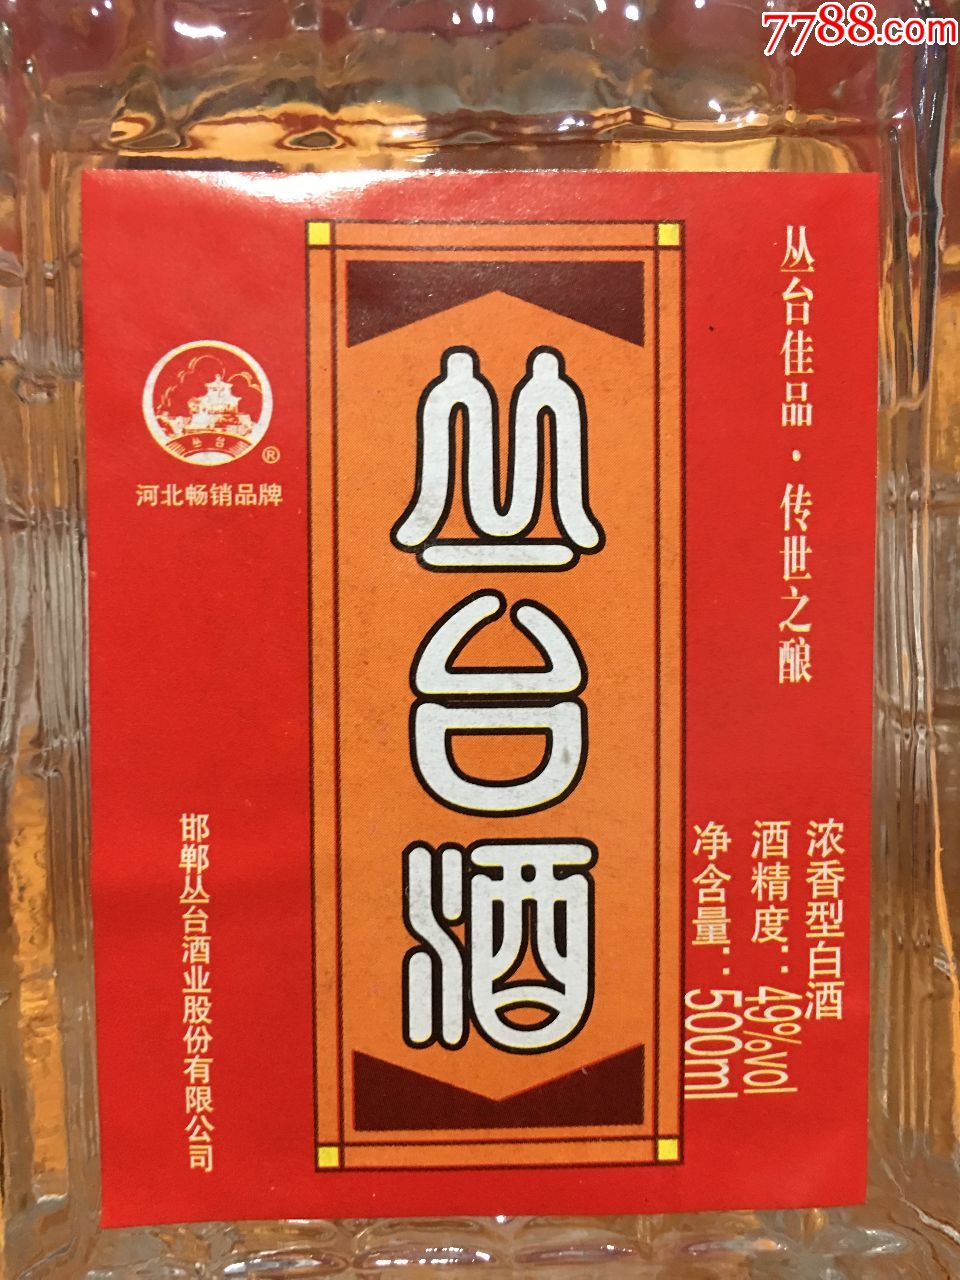 7788.com
丛台佳品·传世之酿
丛台酒
丛台
®
河北畅销品牌
浓香型白酒
酒精度：49%vol
净含量：500ml
邯郸丛台酒业股份有限公司